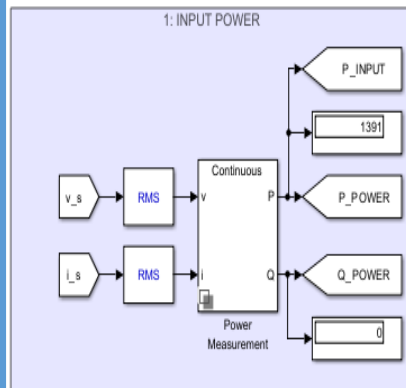 1: INPUT POWER
P_INPUT
1391
Continuous
v_s
RMS
v
P
P_POWER
i_s
RMS
i
Q
Q_POWER
Power
Measurement
0